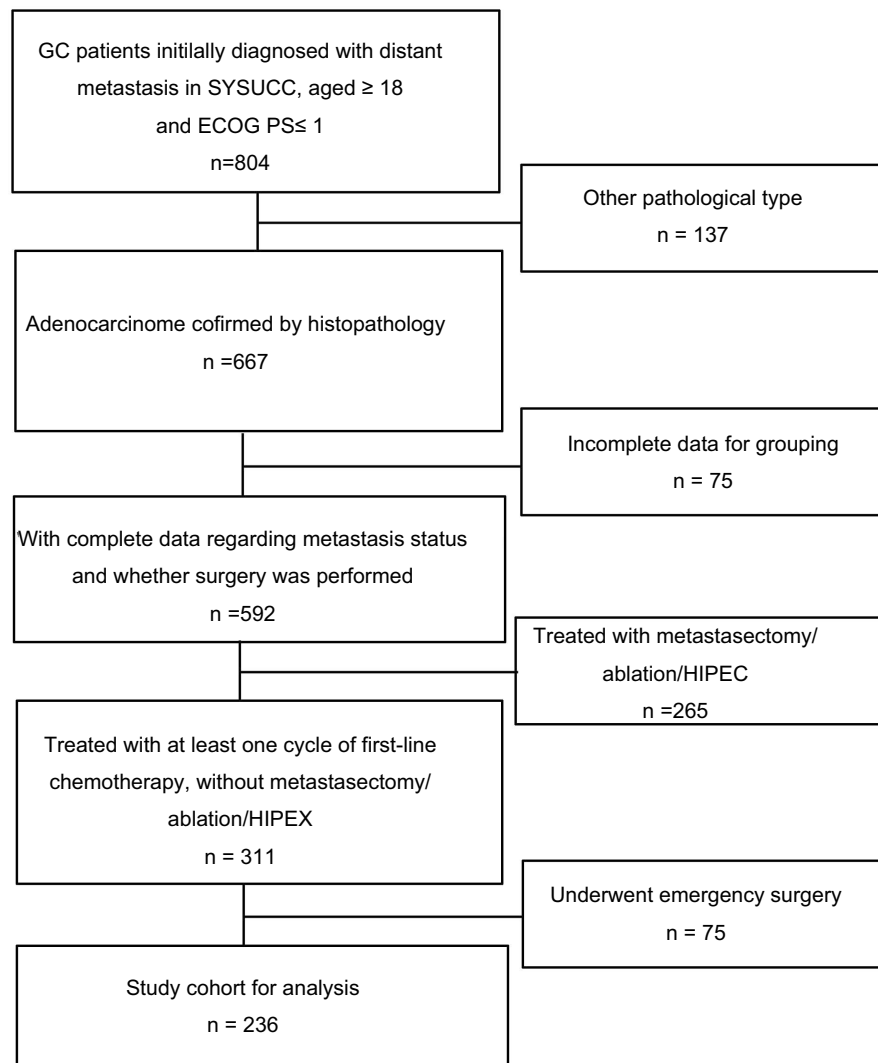 GC patients initilally diagnosed with distant
metastasis in SYSUCC, aged ≥ 18
and ECOG PS≤ 1
n=804
Other pathological type
n = 137
Adenocarcinome cofirmed by histopathology
n =667
Incomplete data for grouping
n = 75
With complete data regarding metastasis status
and whether surgery was performed
n =592
Treated with metastasectomy/
ablation/HIPEC
n =265
Treated with at least one cycle of first-line
chemotherapy, without metastasectomy/
ablation/HIPEX
n = 311
Underwent emergency surgery
n = 75
Study cohort for analysis
n = 236